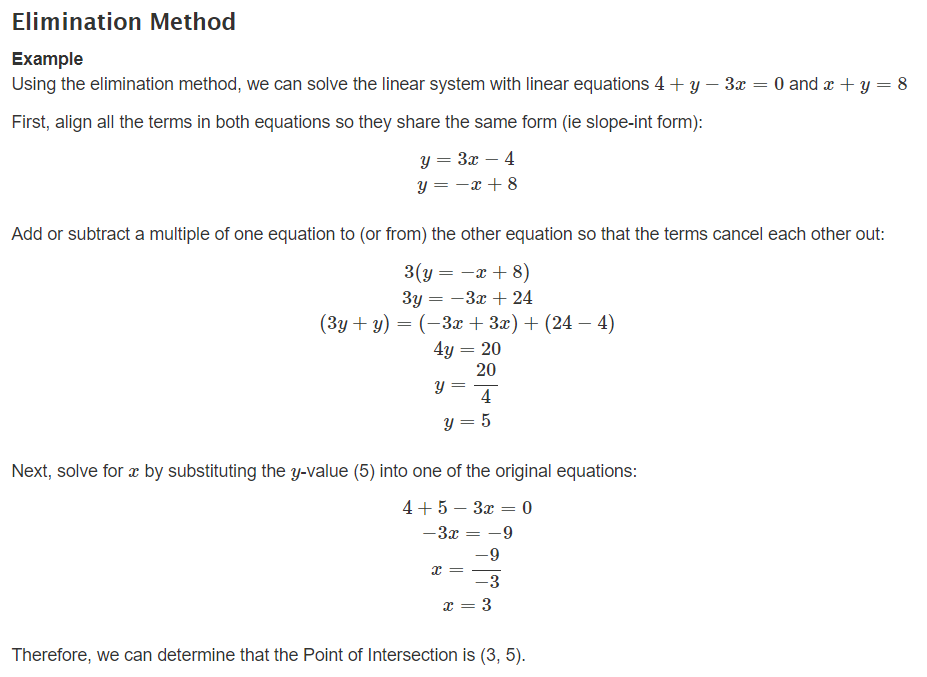 Elimination Method
Example
Using the elimination method, we can solve the linear system with linear equations 4 + y − 3x = 0 and x + y = 8
First, align all the terms in both equations so they share the same form (ie slope-int form):
y = 3x − 4
y = −x + 8
Add or subtract a multiple of one equation to (or from) the other equation so that the terms cancel each other out:
3(y = −x + 8)
3y = −3x + 24
(3y + y) = (−3x + 3x) + (24 − 4)
4y = 20
y = 20/4
y = 5
Next, solve for x by substituting the y-value (5) into one of the original equations:
4 + 5 − 3x = 0
−3x = −9
x = −9/−3
x = 3
Therefore, we can determine that the Point of Intersection is (3, 5).